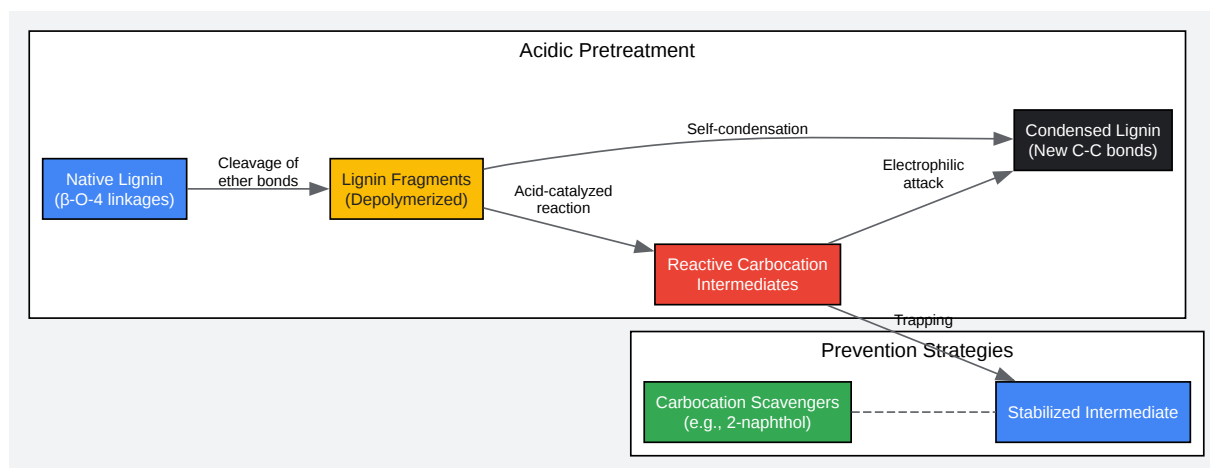 Acidic Pretreatment
Native Lignin
(β-O-4 linkages)
Cleavage of
ether bonds
Lignin Fragments
(Depolymerized)
Self-condensation
Acid-catalyzed
reaction
Reactive Carbocation
Intermediates
Electrophilic
attack
Condensed Lignin
(New C-C bonds)
Trapping
Prevention Strategies
Carbocation Scavengers
(e.g., 2-naphthol)
Stabilized Intermediate